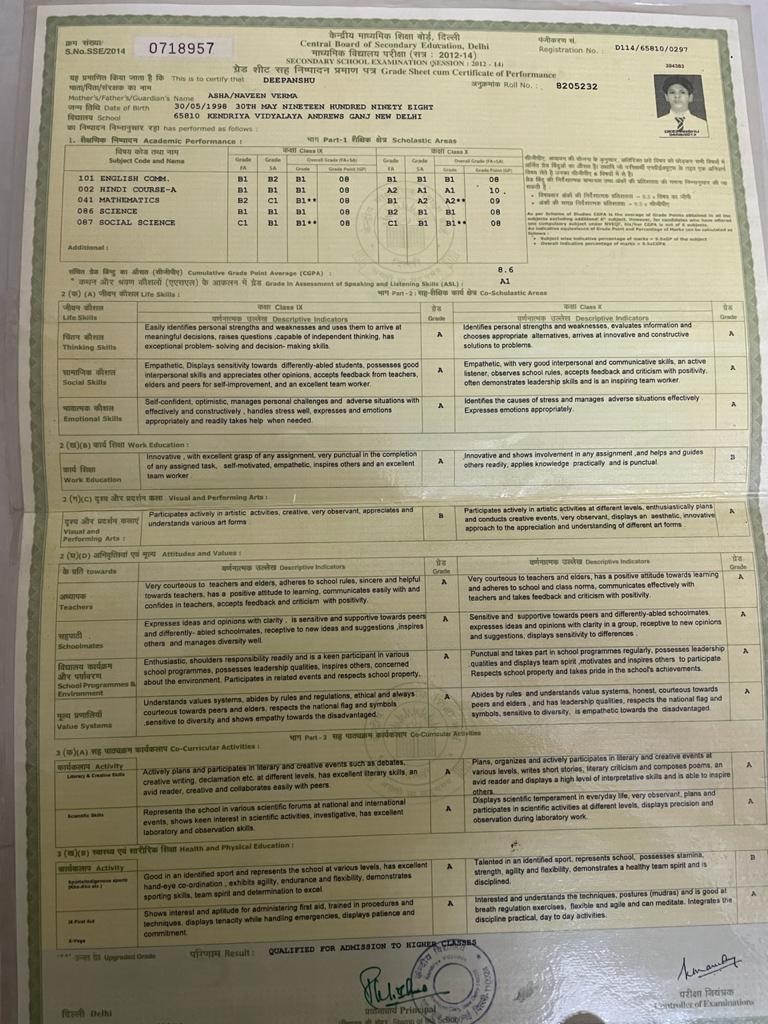 क्रम संख्या/
S.No.SSE/2014 0718957
केन्द्रीय माध्यमिक शिक्षा बोर्ड, दिल्ली
Central Board of Secondary Education, Delhi
माध्यमिक विद्यालय परीक्षा (सत्र : 2012-14)
SECONDARY SCHOOL EXAMINATION (SESSION : 2012 - 14)
पंजीकरण सं.
Registration No. : D114/65810/0297
ग्रेड शीट सह निष्पादन प्रमाण पत्र Grade Sheet cum Certificate of Performance
यह प्रमाणित किया जाता है कि This is certify that DEEPANSHU
अनुक्रमांक Roll No. : 8205232
माता/पिता/संरक्षक का नाम
Mother's/Father's/Guardian's Name ASHA/NAVEEN VERMA
जन्म तिथि Date of Birth 30/05/1998 30TH MAY NINETEEN HUNDRED NINETY EIGHT
विद्यालय School 65810 KENDRIYA VIDYALAYA ANDREWS GANJ NEW DELHI
का निष्पादन निम्नानुसार रहा has performed as follows :
1. शैक्षणिक निष्पादन Academic Performance : भाग Part-1 शैक्षिक क्षेत्र Scholastic Areas
विषय कोड तथा नाम कक्षा Class IX कक्षा Class X
Subject Code and Name Grade FA Grade SA Overall Grade (FA+SA) Grade Grade Point (GP) Grade FA Grade SA Overall Grade (FA+SA) Grade Grade Point (GP)
101 ENGLISH COMM. B1 B2 B1 08 B1 B1 B1 08
002 HINDI COURSE-A B1 B1 B1 08 A2 A1 A1 10
041 MATHEMATICS B2 C1 B1** 08 B1 A2 A2** 09
086 SCIENCE B1 B1 B1 08 B2 B1 B1 08
087 SOCIAL SCIENCE C1 B1 B1** 08 C1 B1 B1** 08
Additional :
संचित ग्रेड बिन्दु का औसत (सीजीपीए) Cumulative Grade Point Average (CGPA) : 8.6
* कथन और श्रवण कौशलों (एएसएल) के आकलन में ग्रेड Grade in Assessment of Speaking and Listening Skills (ASL) : A1
2 (क) (A) जीवन कौशल Life Skills : भाग Part - 2 : सह-शैक्षिक कार्य क्षेत्र Co-Scholastic Areas
जीवन कौशल Life Skills कक्षा Class IX वर्णनात्मक उल्लेख Descriptive Indicators ग्रेड Grade कक्षा Class X वर्णनात्मक उल्लेख Descriptive Indicators ग्रेड Grade
चिंतन कौशल
Thinking Skills
Easily identifies personal strengths and weaknesses and uses them to arrive at
meaningful decisions, raises questions ,capable of independent thinking, has
exceptional problem- solving and decision- making skills.
A
Identifies personal strengths and weaknesses, evaluates information and
chooses appropriate alternatives, arrives at innovative and constructive
solutions to problems.
A
सामाजिक कौशल
Social Skills
Empathetic, Displays sensitivity towards differently-abled students, possesses good
interpersonal skills and appreciates other opinions, accepts feedback from teachers,
elders and peers for self-improvement, and an excellent team worker.
A
Empathetic, with very good interpersonal and communicative skills, an active
listener, observes school rules, accepts feedback and criticism with positivity,
often demonstrates leadership skills and is an inspiring team worker.
A
भावात्मक कौशल
Emotional Skills
Self-confident, optimistic, manages personal challenges and adverse situations with
effectively and constructively , handles stress well, expresses and emotions
appropriately and readily takes help when needed.
A
Identifies the causes of stress and manages adverse situations effectively .
Expresses emotions appropriately.
A
2 (ख)(B) कार्य शिक्षा Work Education :
कार्य शिक्षा
Work Education
Innovative , with excellent grasp of any assignment, very punctual in the completion
of any assigned task, self-motivated, empathetic, inspires others and an excellent
team worker .
A
Innovative and shows involvement in any assignment,and helps and guides
others readily, applies knowledge practically and is punctual.
B
2 (ग)(C) दृश्य और प्रदर्शन कला Visual and Performing Arts :
दृश्य और प्रदर्शन कलाएं
Visual and
Performing Arts :
Participates actively in artistic activities, creative, very observant, appreciates and
understands various art forms .
B
Participates actively in artistic activities at different levels, enthusiastically plans
and conducts creative events, very observant, displays an aesthetic, innovative
approach to the appreciation and understanding of different art forms .
A
2 (घ)(D) अभिवृत्तियां एवं मूल्य Attitudes and Values :
के प्रति towards वर्णनात्मक उल्लेख Descriptive Indicators ग्रेड Grade वर्णनात्मक उल्लेख Descriptive Indicators ग्रेड Grade
अध्यापक
Teachers
Very courteous to teachers and elders, adheres to school rules, sincere and helpful
towards teachers, has a positive attitude to learning, communicates easily with and
confides in teachers, accepts feedback and criticism with positivity.
A
Very courteous to teachers and elders, has a positive attitude towards learning
and adheres to school and class norms, communicates effectively with
teachers and takes feedback and criticism with positivity.
A
सहपाठी
Schoolmates
Expresses ideas and opinions with clarity , is sensitive and supportive towards peers
and differently- abled schoolmates, receptive to new ideas and suggestions ,inspires
others and manages diversity well.
A
Sensitive and supportive towards peers and differently-abled schoolmates,
expresses ideas and opinions with clarity in a group, receptive to new opinions
and suggestions, displays sensitivity to differences .
A
विद्यालय कार्यक्रम
और पर्यावरण
School Programmes &
Environment
Enthusiastic, shoulders responsibility readily and is a keen participant in various
school programmes, possesses leadership qualities, inspires others, concerned
about the environment. Participates in related events and respects school property.
A
Punctual and takes part in school programmes regularly, possesses leadership
qualities and displays team spirit ,motivates and inspires others to participate.
Respects school property and takes pride in the school's achievements.
A
मूल्य प्रणालियाँ
Value Systems
Understands values systems, abides by rules and regulations, ethical and always
courteous towards peers and elders, respects the national flag and symbols
,sensitive to diversity and shows empathy towards the disadvantaged.
A
Abides by rules and understands value systems, honest, courteous towards
peers and elders , and has leadership qualities, respects the national flag and
symbols, sensitive to diversity, is empathetic towards the disadvantaged.
A
भाग Part - 3 सह पाठ्यक्रम कार्यकलाप Co-Curricular Activities
3 (क)(A) सह पाठ्यक्रम कार्यकलाप Co-Curricular Activities :
कार्यकलाप Activity
Literary & Creative Skills
Actively plans and participates in literary and creative events such as debates,
creative writing, declamation etc. at different levels, has excellent literary skills, an
avid reader, creative and collaborates easily with peers.
A
Plans, organizes and actively participates in literary and creative events at
various levels, writes short stories, literary criticism and composes poems, an
avid reader and displays a high level of interpretative skills and is able to inspire
others.
A
Scientific Skills
Represents the school in various scientific forums at national and international
events, shows keen interest in scientific activities, investigative, has excellent
laboratory and observation skills.
A
Displays scientific temperament in everyday life, very observant, plans and
participates in scientific activities at different levels, displays precision and
observation during laboratory work.
A
3 (ख)(B) स्वास्थ्य एवं शारीरिक शिक्षा Health and Physical Education :
कार्यकलाप Activity
Sports/Indigenous sports
(Kho-Kho etc.)
Good in an identified sport and represents the school at various levels, has excellent
hand-eye co-ordination , exhibits agility, endurance and flexibility, demonstrates
sporting skills, team spirit and determination to excel.
A
Talented in an identified sport, represents school, possesses stamina,
strength, agility and flexibility, demonstrates a healthy team spirit and is
disciplined.
B
IX-First Aid
X-Yoga
Shows interest and aptitude for administering first aid, trained in procedures and
techniques, displays tenacity while handling emergencies, displays patience and
commitment.
A
Interested and understands the techniques, postures (mudras) and is good at
breath regulation exercises, flexible and agile and can meditate. Integrates the
discipline practical, day to day activities.
A
उन्नत ग्रेड Upgraded Grade
परिणाम Result : QUALIFIED FOR ADMISSION TO HIGHER CLASSES
दिल्ली Delhi
प्रधानाचार्य Principal
परीक्षा नियंत्रक
Controller of Examinations